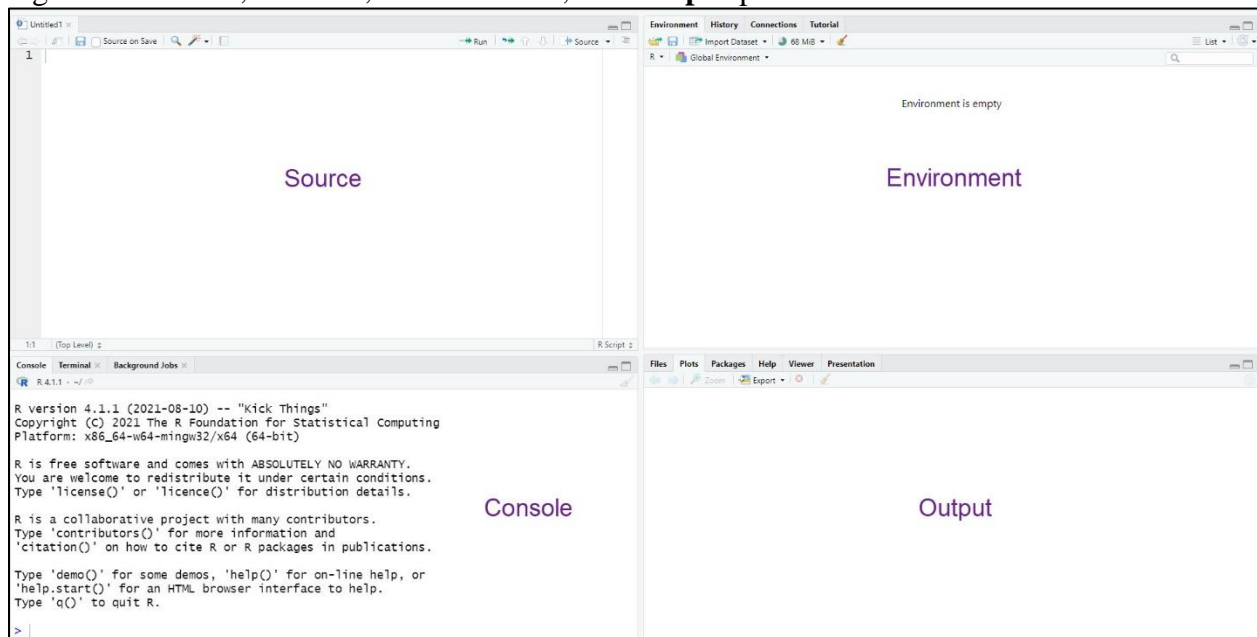 Untitled1
Source on Save
Run
Source
1
Source
1:1 (Top Level)
R Script
Environment History Connections Tutorial
Import Dataset
68 MiB
List
R
Global Environment
Environment is empty
Environment
Console Terminal Background Jobs
R 4.1.1 · ~/
R version 4.1.1 (2021-08-10) -- "Kick Things"
Copyright (C) 2021 The R Foundation for Statistical Computing
Platform: x86_64-w64-mingw32/x64 (64-bit)
R is free software and comes with ABSOLUTELY NO WARRANTY.
You are welcome to redistribute it under certain conditions.
Type 'license()' or 'licence()' for distribution details.
R is a collaborative project with many contributors.
Type 'contributors()' for more information and
'citation()' on how to cite R or R packages in publications.
Type 'demo()' for some demos, 'help()' for on-line help, or
'help.start()' for an HTML browser interface to help.
Type 'q()' to quit R.
>
Console
Files Plots Packages Help Viewer Presentation
Zoom
Export
Output